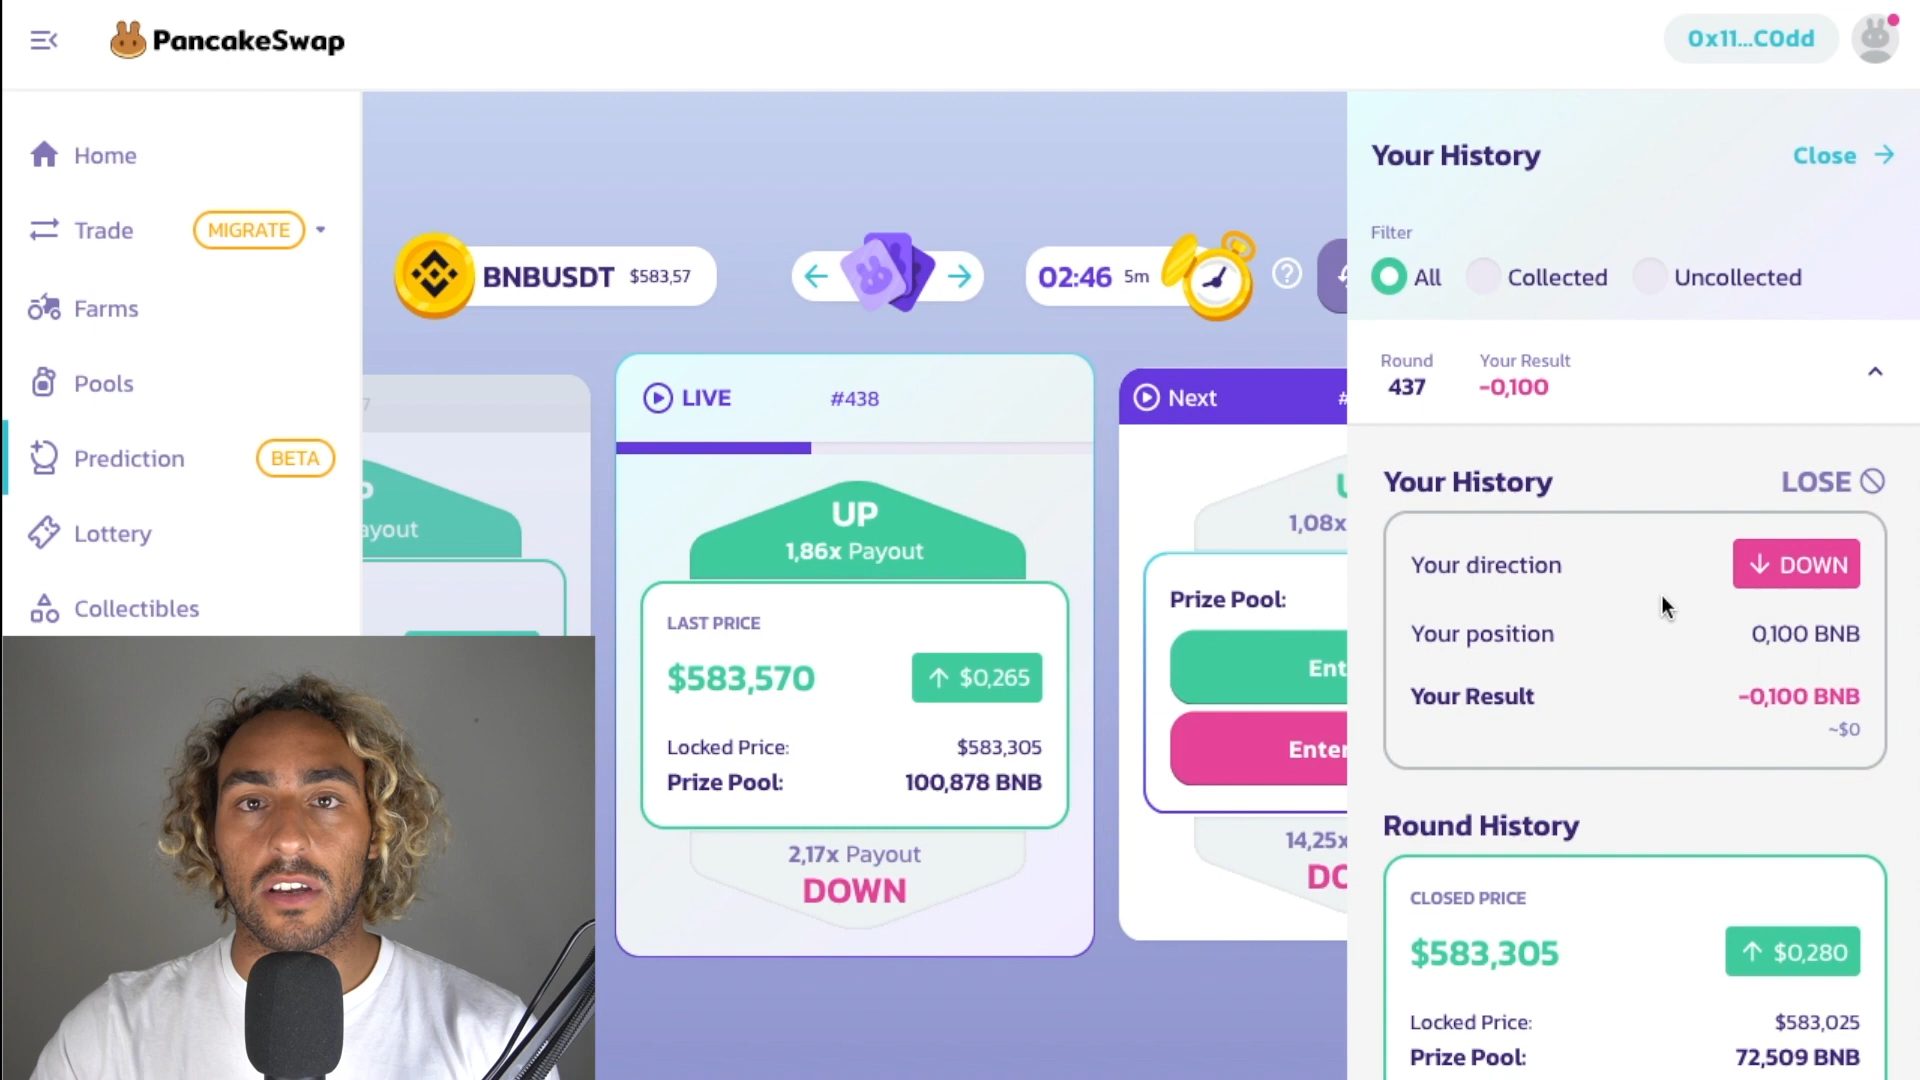 PancakeSwap
0x11...C0dd
Home
Trade
MIGRATE
Farms
Pools
Prediction
BETA
Lottery
Collectibles
BNBUSDT $583,57
02:46 5m
?
LIVE #438
UP
1,86x Payout
LAST PRICE
$583,570
↑ $0,265
Locked Price: $583,305
Prize Pool: 100,878 BNB
2,17x Payout
DOWN
7
P
ayout
Next #
U
1,08x
Prize Pool:
Ent
Enter
14,25x
DO
Your History
Close →
Filter
All
Collected
Uncollected
Round
437
Your Result
-0,100
Your History
LOSE
Your direction
↓ DOWN
Your position 0,100 BNB
Your Result -0,100 BNB
~$0
Round History
CLOSED PRICE
$583,305
↑ $0,280
Locked Price: $583,025
Prize Pool: 72,509 BNB